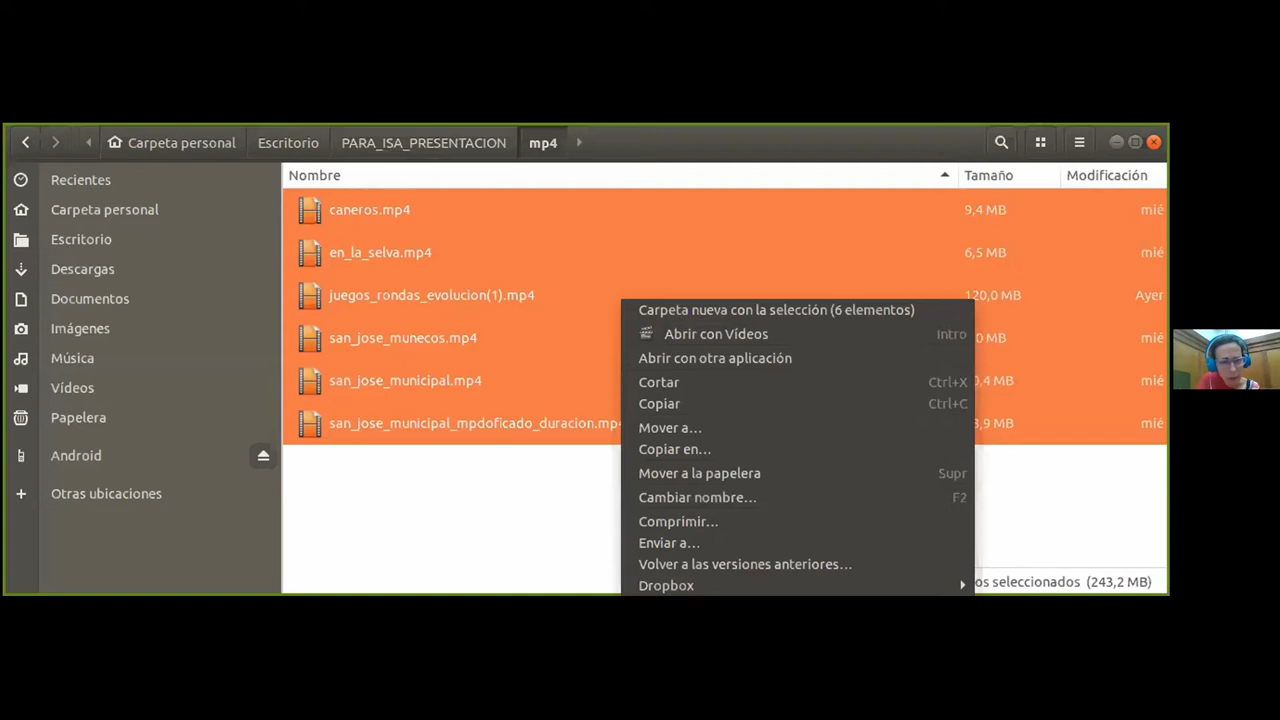 Carpeta personal Escritorio PARA_ISA_PRESENTACION mp4
Nombre Tamaño Modificación
Recientes
Carpeta personal
Escritorio
Descargas
Documentos
Imágenes
Música
Vídeos
Papelera
Android
Otras ubicaciones
caneros.mp4 9,4 MB mié
en_la_selva.mp4 6,5 MB mié
juegos_rondas_evolucion(1).mp4 120,0 MB Ayer
san_jose_munecos.mp4 mié
san_jose_municipal.mp4 mié
san_jose_municipal_mpdoficado_duracion.mp4 mié
Carpeta nueva con la selección (6 elementos)
Abrir con Vídeos Intro
Abrir con otra aplicación
Cortar Ctrl+X
Copiar Ctrl+C
Mover a...
Copiar en...
Mover a la papelera Supr
Cambiar nombre... F2
Comprimir...
Enviar a...
Volver a las versiones anteriores...
Dropbox
os seleccionados (243,2 MB)